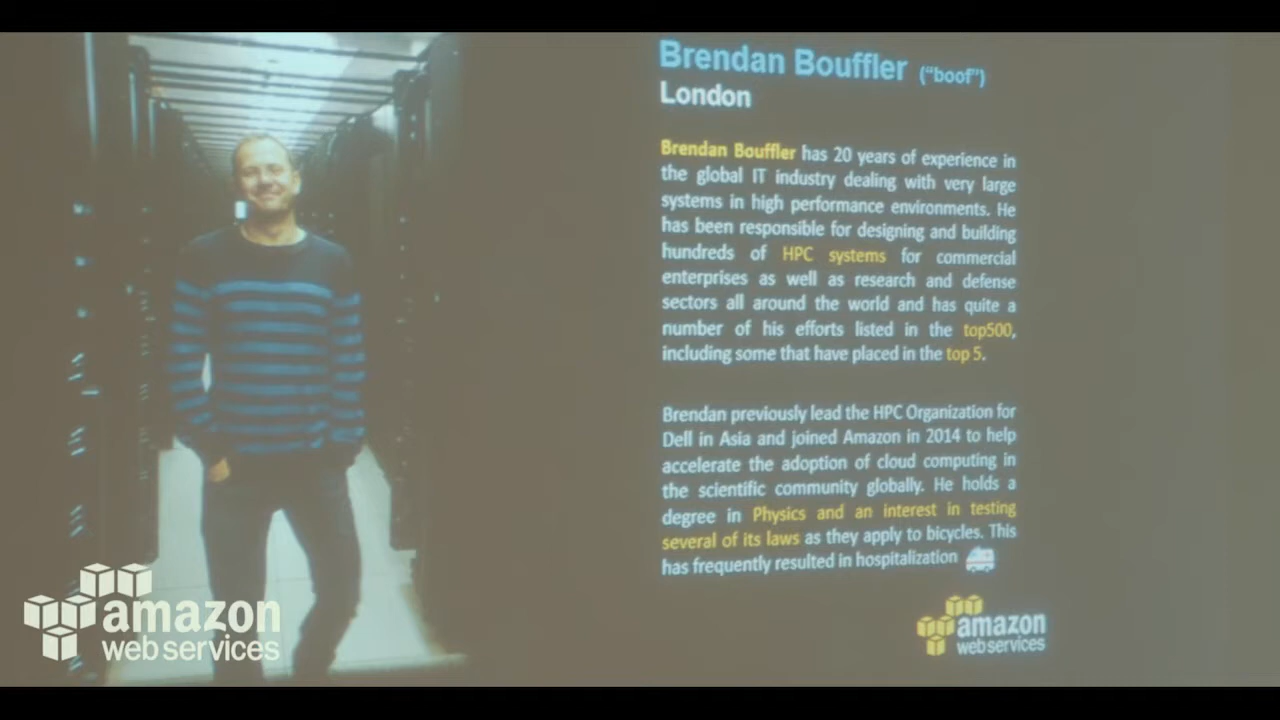 Brendan Bouffler ("boof")
London
Brendan Bouffler has 20 years of experience in
the global IT industry dealing with very large
systems in high performance environments. He
has been responsible for designing and building
hundreds of HPC systems for commercial
enterprises as well as research and defense
sectors all around the world and has quite a
number of his efforts listed in the top500,
including some that have placed in the top 5.
Brendan previously lead the HPC Organization for
Dell in Asia and joined Amazon in 2014 to help
accelerate the adoption of cloud computing in
the scientific community globally. He holds a
degree in Physics and an interest in testing
several of its laws as they apply to bicycles. This
has frequently resulted in hospitalization
amazon
web services
amazon
web services